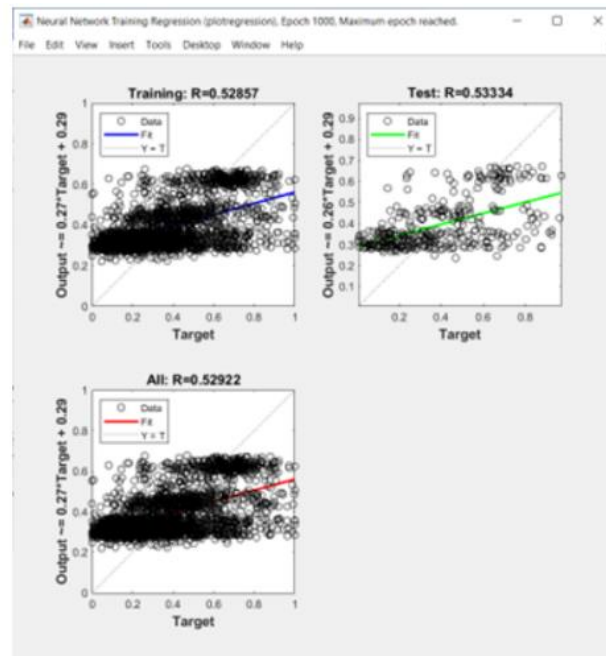 Neural Network Training Regression (plotregression), Epoch 1000, Maximum epoch reached.
File Edit View Insert Tools Desktop Window Help
Training: R=0.52857
Output ~= 0.27*Target + 0.29
1
0.8
0.6
0.4
0.2
0
Data
Fit
Y = T
0 0.2 0.4 0.6 0.8 1
Target
Test: R=0.53334
Output ~= 0.26*Target + 0.29
0.9
0.8
0.7
0.6
0.5
0.4
0.3
0.2
0.1
Data
Fit
Y = T
0.2 0.4 0.6 0.8
Target
All: R=0.52922
Output ~= 0.27*Target + 0.29
1
0.8
0.6
0.4
0.2
0
Data
Fit
Y = T
0 0.2 0.4 0.6 0.8 1
Target